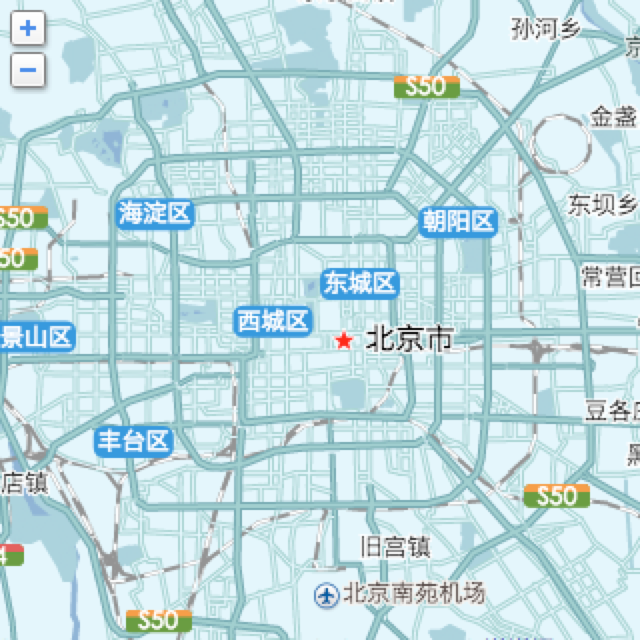 +
孙河乡
−
S50
金盏
东坝乡
海淀区
S50
朝阳区
50
常营回
东城区
西城区
景山区
北京市
豆各庄
丰台区
店镇
S50
旧宫镇
4
北京南苑机场
S50